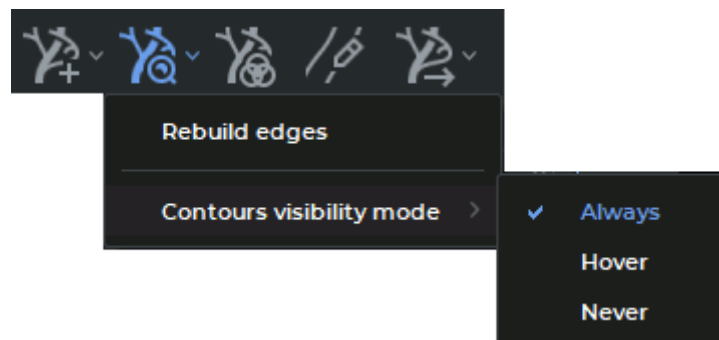 Rebuild edges
Contours visibility mode
Always
Hover
Never